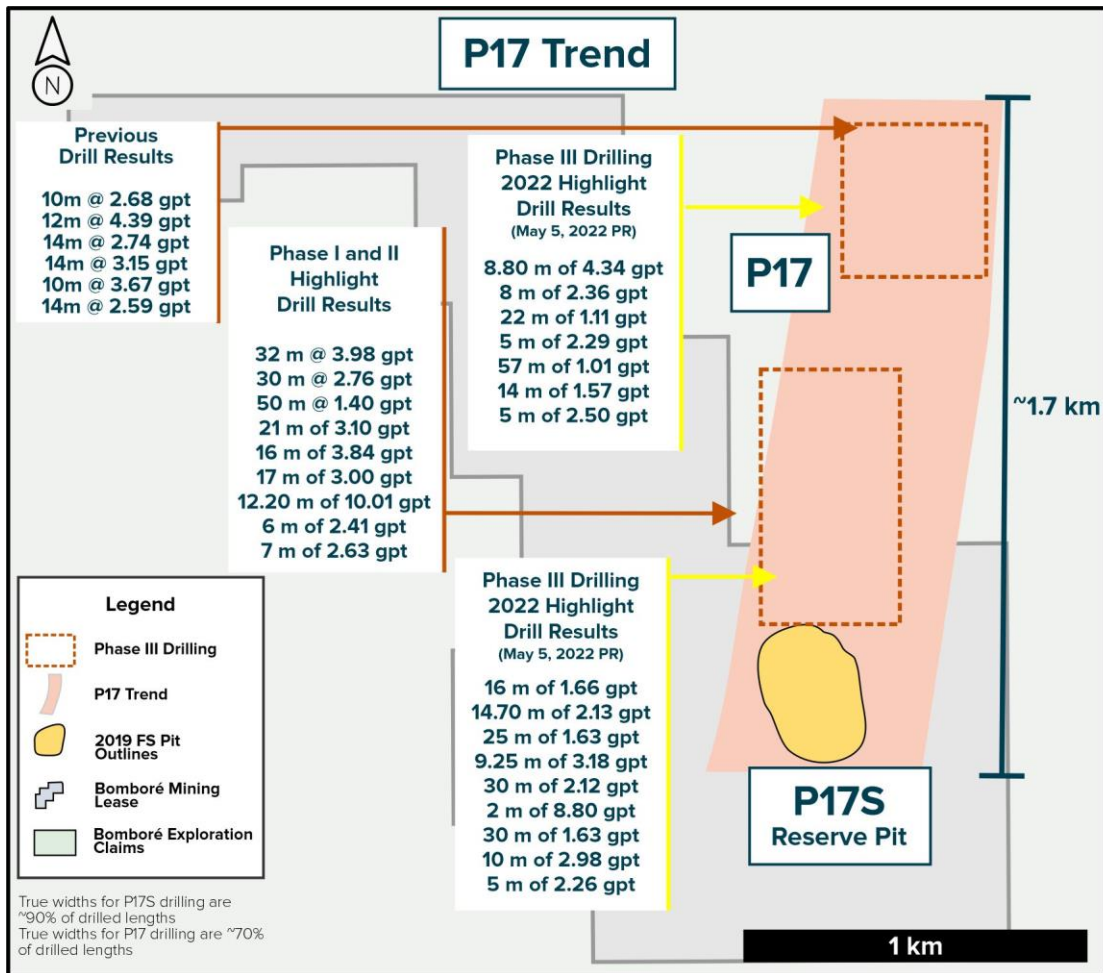 N
P17 Trend
Previous
Drill Results
10m @ 2.68 gpt
12m @ 4.39 gpt
14m @ 2.74 gpt
14m @ 3.15 gpt
10m @ 3.67 gpt
14m @ 2.59 gpt
Phase I and II
Highlight
Drill Results
32 m @ 3.98 gpt
30 m @ 2.76 gpt
50 m @ 1.40 gpt
21 m of 3.10 gpt
16 m of 3.84 gpt
17 m of 3.00 gpt
12.20 m of 10.01 gpt
6 m of 2.41 gpt
7 m of 2.63 gpt
Phase III Drilling
2022 Highlight
Drill Results
(May 5, 2022 PR)
8.80 m of 4.34 gpt
8 m of 2.36 gpt
22 m of 1.11 gpt
5 m of 2.29 gpt
57 m of 1.01 gpt
14 m of 1.57 gpt
5 m of 2.50 gpt
P17
~1.7 km
Phase III Drilling
2022 Highlight
Drill Results
(May 5, 2022 PR)
16 m of 1.66 gpt
14.70 m of 2.13 gpt
25 m of 1.63 gpt
9.25 m of 3.18 gpt
30 m of 2.12 gpt
2 m of 8.80 gpt
30 m of 1.63 gpt
10 m of 2.98 gpt
5 m of 2.26 gpt
P17S
Reserve Pit
Legend
Phase III Drilling
P17 Trend
2019 FS Pit
Outlines
Bomboré Mining
Lease
Bomboré Exploration
Claims
True widths for P17S drilling are
~90% of drilled lengths
True widths for P17 drilling are ~70%
of drilled lengths
1 km